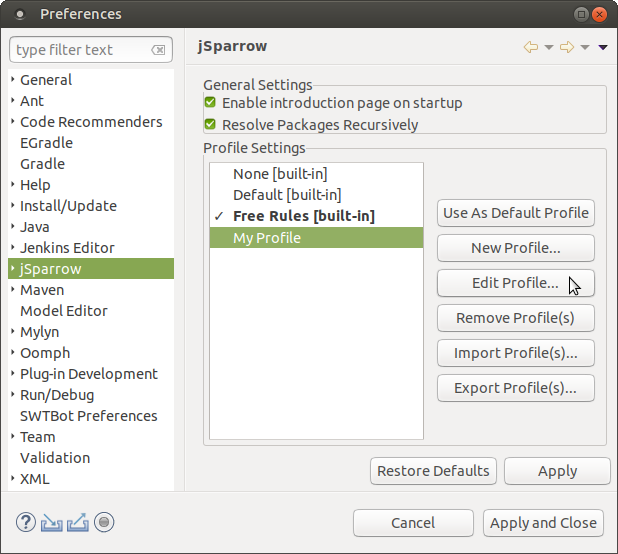 Preferences
type filter text
General
Ant
Code Recommenders
EGradle
Gradle
Help
Install/Update
Java
Jenkins Editor
jSparrow
Maven
Model Editor
Mylyn
Oomph
Plug-in Development
Run/Debug
SWTBot Preferences
Team
Validation
XML
jSparrow
General Settings
Enable introduction page on startup
Resolve Packages Recursively
Profile Settings
None [built-in]
Default [built-in]
Free Rules [built-in]
My Profile
Use As Default Profile
New Profile...
Edit Profile...
Remove Profile(s)
Import Profile(s)...
Export Profile(s)...
Restore Defaults
Apply
Cancel
Apply and Close